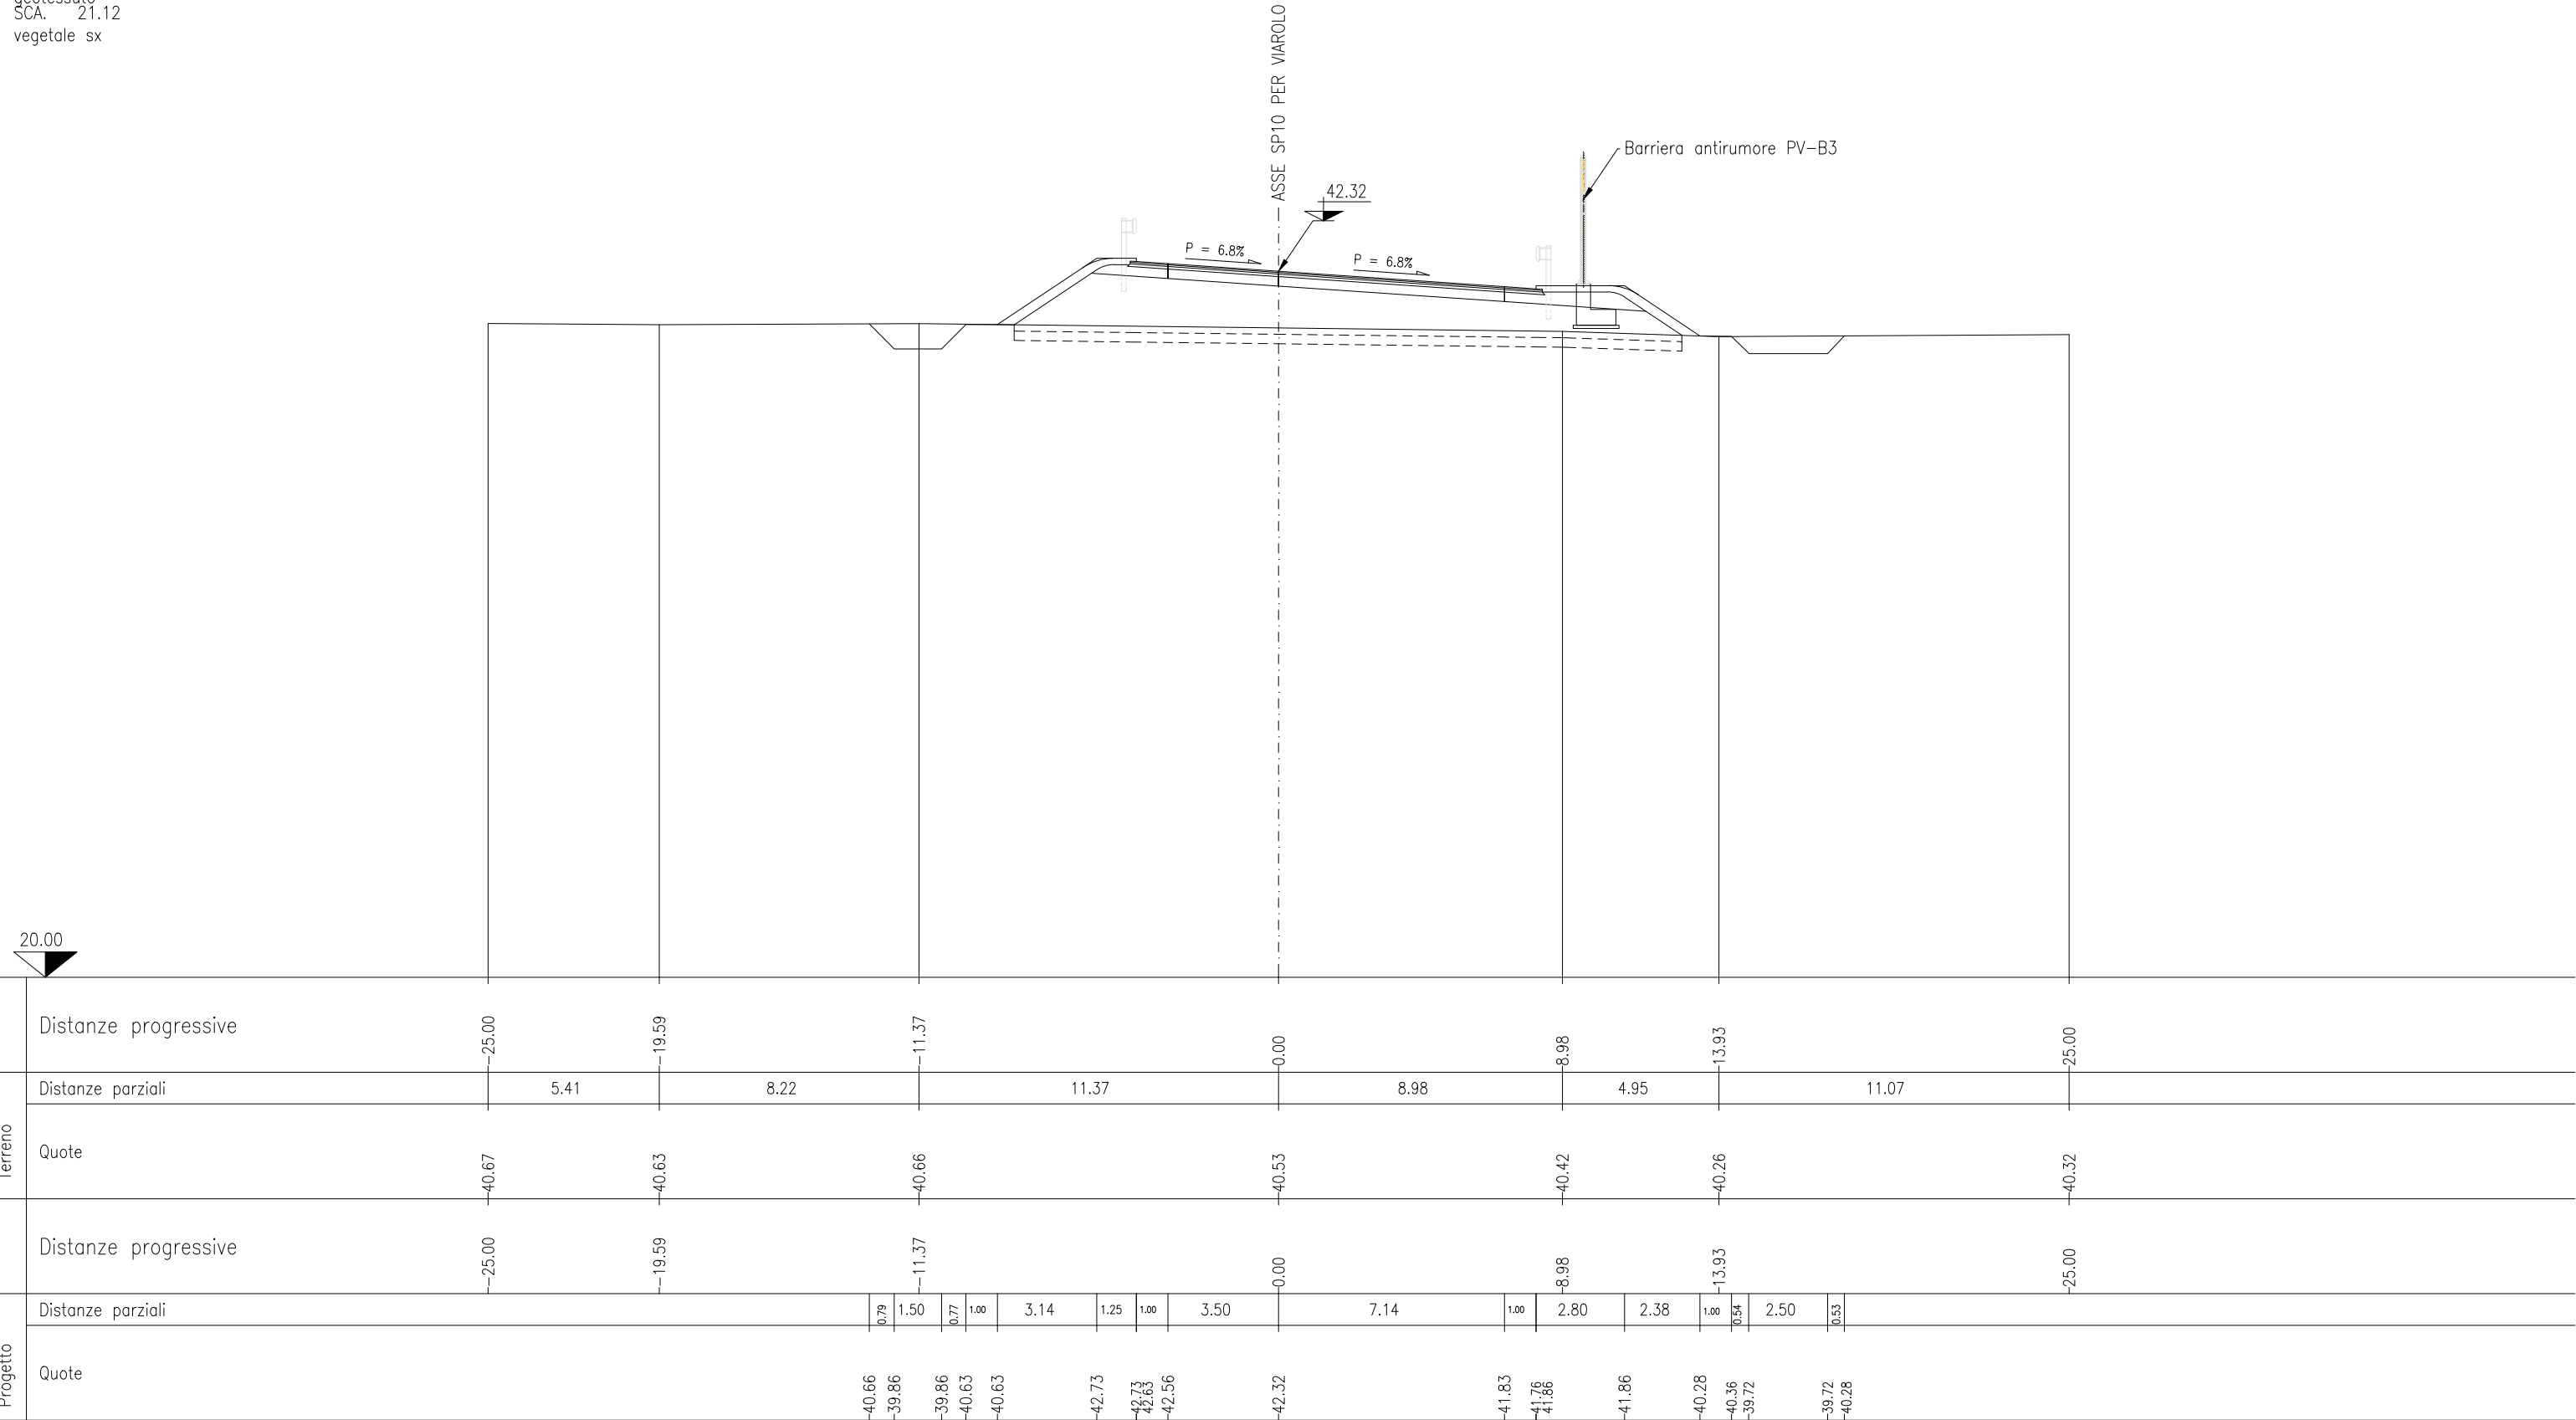 geotessuto
SCA. 21.12
vegetale sx
ASSE SP10 PER VIAROLO
Barriera antirumore PV-B3
42.32
P = 6.8%
P = 6.8%
20.00
Terreno
Distanze progressive
-25.00 -19.59 -11.37 0.00 8.98 13.93 25.00
Distanze parziali
5.41 8.22 11.37 8.98 4.95 11.07
Quote
40.67 40.63 40.66 40.53 40.42 40.26 40.32
Progetto
Distanze progressive
-25.00 -19.59 -11.37 0.00 8.98 13.93 25.00
Distanze parziali
0.79 1.50 0.77 1.00 3.14 1.25 1.00 3.50 7.14 1.00 2.80 2.38 1.00 0.54 2.50 0.53
Quote
40.66 39.86 39.86 40.63 40.63 42.73 42.73 42.63 42.56 42.32 41.83 41.76 41.86 41.86 40.28 40.36 39.72 39.72 40.28